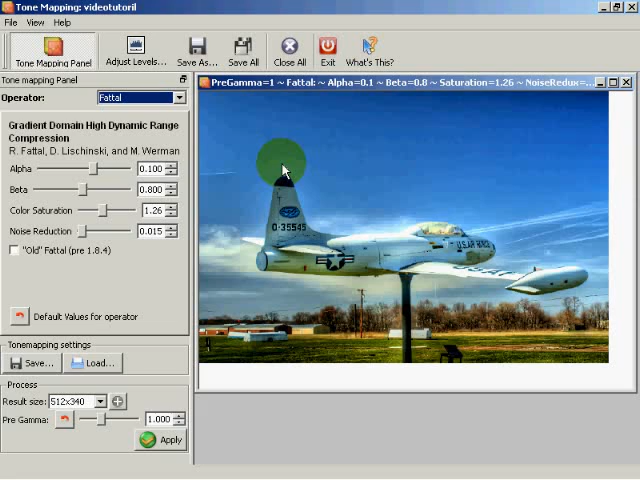 Tone Mapping: videotutoril
File View Help
Tone Mapping Panel
Adjust Levels...
Save As...
Save All
Close All
Exit
What's This?
Tone mapping Panel
Operator: Fattal
Gradient Domain High Dynamic Range
Compression
R. Fattal, D. Lischinski, and M. Werman
Alpha 0.100
Beta 0.800
Color Saturation 1.26
Noise Reduction 0.015
"Old" Fattal (pre 1.8.4)
Default Values for operator
Tonemapping settings
Save... Load...
Process
Result size: 512x340
Pre Gamma: 1.000
Apply
PreGamma=1 ~ Fattal: ~ Alpha=0.1 ~ Beta=0.8 ~ Saturation=1.26 ~ NoiseRedux=...
0-35545
U.S. AIR FORCE